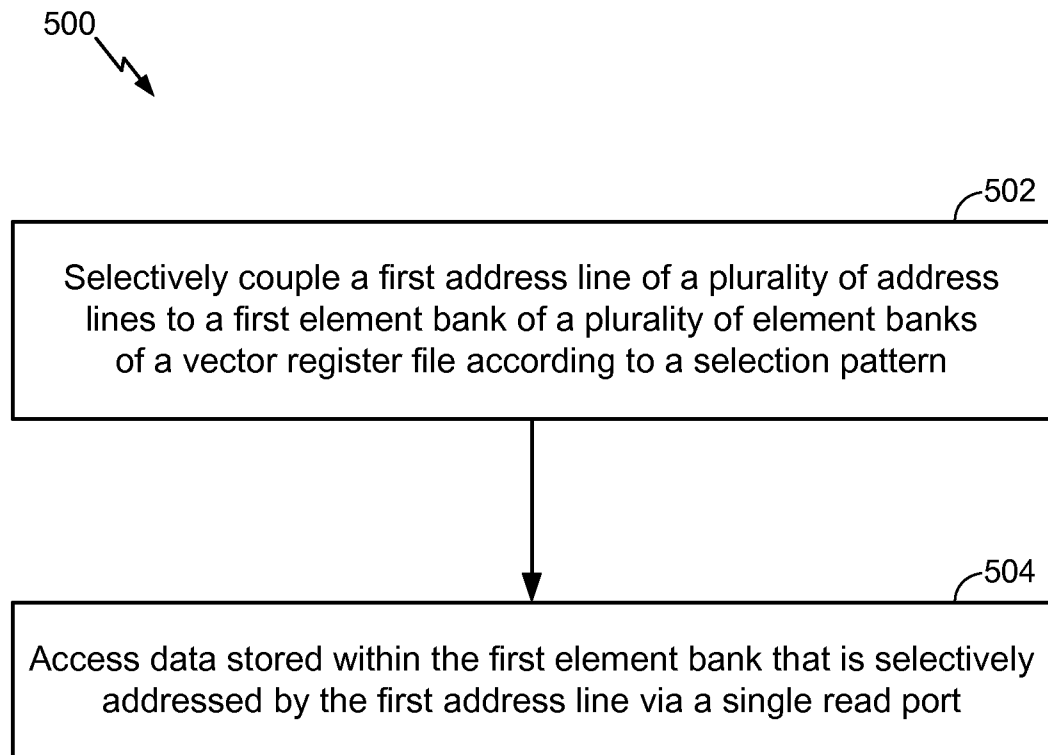 500
502
Selectively couple a first address line of a plurality of address
lines to a first element bank of a plurality of element banks
of a vector register file according to a selection pattern
504
Access data stored within the first element bank that is selectively
addressed by the first address line via a single read port